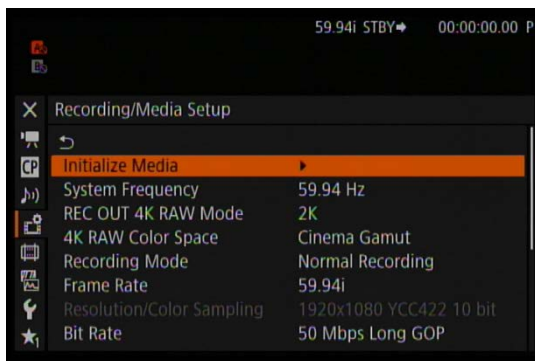 59.94i STBY 00:00:00.00 P
A
B
Recording/Media Setup
CP
Initialize Media
System Frequency 59.94 Hz
REC OUT 4K RAW Mode 2K
4K RAW Color Space Cinema Gamut
Recording Mode Normal Recording
Frame Rate 59.94i
Resolution/Color Sampling 1920x1080 YCC422 10 bit
Bit Rate 50 Mbps Long GOP
1